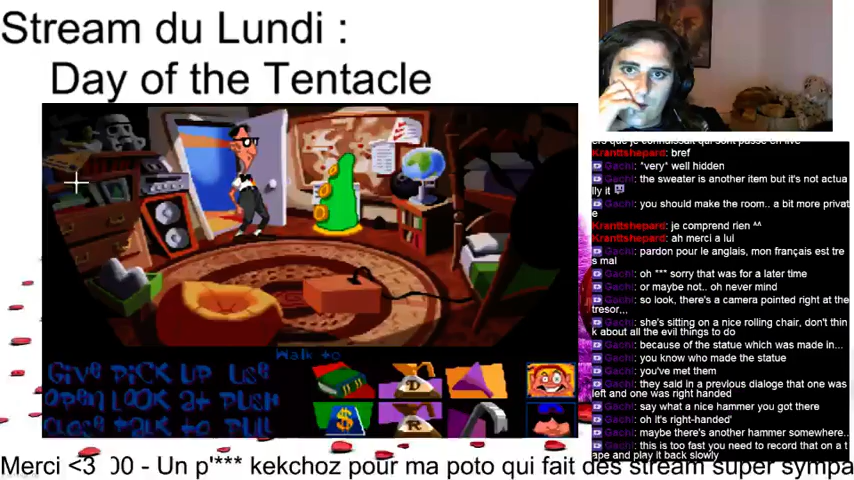 Stream du Lundi :
Day of the Tentacle
Kranttshepard: bref
Gachi: *very* well hidden
Gachi: the sweater is another item but it's not actua
lly it
Gachi: you should make the room.. a bit more privat
e
Kranttshepard: je comprend rien ^^
Kranttshepard: ah merci a lul
Gachi: pardon pour le anglais, mon français est tre
s mal
Gachi: oh *** sorry that was for a later time
Gachi: or maybe not.. oh never mind
Gachi: so look, there's a camera pointed right at the
tresor...
Gachi: she's sitting on a nice rolling chair, don't thin
k about all the evil things to do
Gachi: because of the statue which was made in...
Gachi: you know who made the statue
Gachi: you've met them
Gachi: they said in a previous dialoge that one was
left and one was right handed
Gachi: say what a nice hammer you got there
Gachi: oh it's right-handed'
Gachi: maybe there's another hammer somewhere..
Gachi: this is too fast you need to record that on a t
ape and play it back slowly
Walk to
Give Pick up Use
Open Look at Push
Close Talk to Pull
D
$
R
Merci <3 00 - Un p'*** kekchoz pour ma poto qui fait des stream super sympa